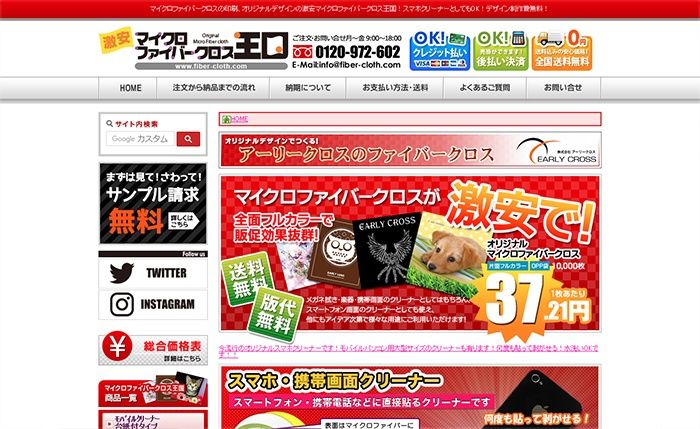 マイクロファイバークロスの印刷、オリジナルデザインの激安マイクロファイバークロス王国！スマホクリーナーとしてもOK！デザイン制作費無料！
激安
マイクロ
ファイバークロス
王国
Original
Micro Fiber cloth
www.fiber-cloth.com
ご注文・お問い合せ月～金 9:00～18:00
0120-972-602
E-Mail:info@fiber-cloth.com
OK!
クレジット払い
VISA
OK!
売掛ができます！
後払い決済
0円
送料込みの安心価格！
全国送料無料
HOME
注文から納品までの流れ
納期について
お支払い方法・送料
よくあるご質問
お問い合せ
サイト内検索
Google カスタム
まずは見て！さわって！
サンプル請求
無料
詳しくは
こちら
Follow us
TWITTER
INSTAGRAM
総合価格表
詳細はこちら
マイクロファイバークロス王国
商品一覧
モバイルクリーナー
台紙付タイプ
HOME
オリジナルデザインでつくる！
アーリークロスのファイバークロス
株式会社 アーリークロス
EARLY CROSS
マイクロファイバークロスが
激安で！
全面フルカラーで
販促効果抜群！
EARLY CROSS
送料
無料
版代
無料
オリジナル
マイクロファイバークロス
片面フルカラー
OPP袋
10,000枚
1枚あたり
37.21円
メガネ拭き・楽器・携帯画面のクリーナーとしてはもちろん、
スマートフォン画面のクリーナーとしても使え、
他にもアイデア次第で様々な用途にご利用いただけます！
今流行のオリジナルスマホクリーナーです！モバイルパソコン用大型サイズのクリーナーも有ります！何度も貼って剥がせる！水洗いOKです！！
スマホ・携帯画面クリーナー
スマートフォン・携帯電話などに直接貼るクリーナーです
何度も貼って剥がせる！
表面はマイクロファイバーに